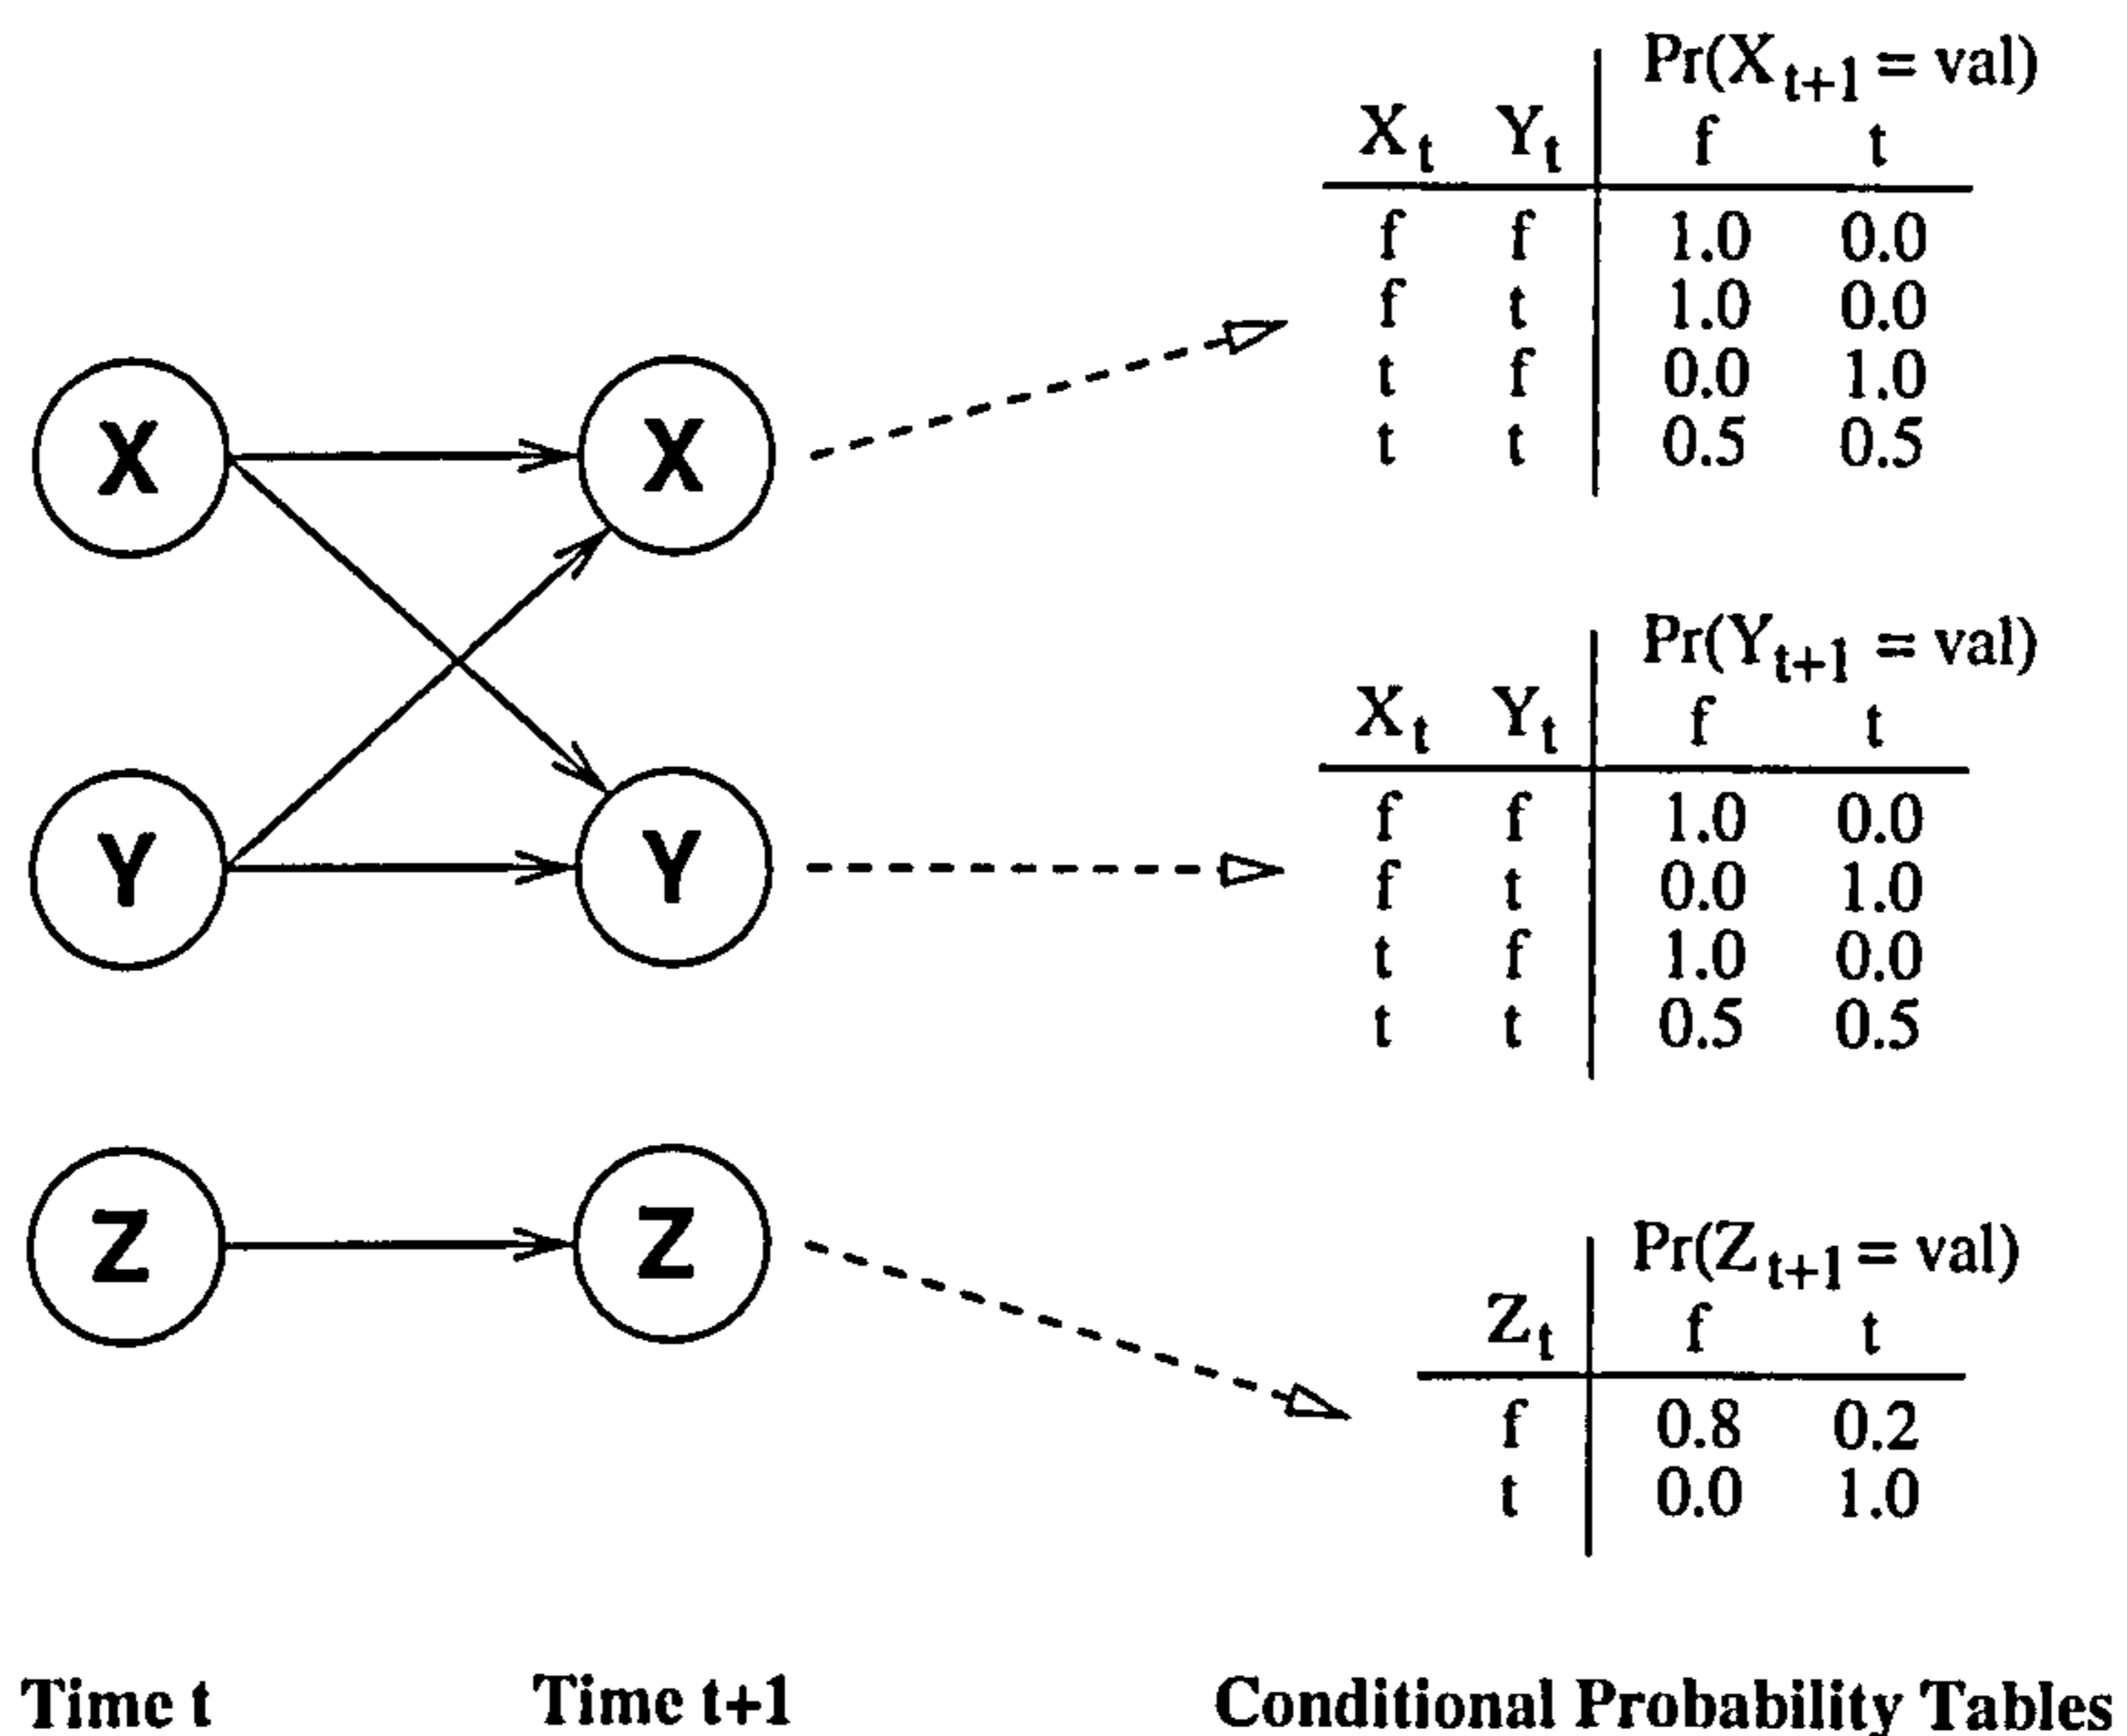 Pr(X t+1 = val)
X t Y t f t
f f 1.0 0.0
f t 1.0 0.0
t f 0.0 1.0
t t 0.5 0.5
X X
Pr(Y t+1 = val)
X t Y t f t
f f 1.0 0.0
f t 0.0 1.0
t f 1.0 0.0
t t 0.5 0.5
Y Y
Pr(Z t+1 = val)
Z t f t
f 0.8 0.2
t 0.0 1.0
Z Z
Time t Time t+1 Conditional Probability Tables